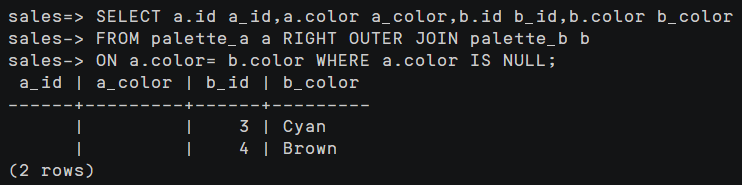 sales=> SELECT a.id a_id,a.color a_color,b.id b_id,b.color b_color
sales=> FROM palette_a a RIGHT OUTER JOIN palette_b b
sales=> ON a.color= b.color WHERE a.color IS NULL;
 a_id | a_color | b_id | b_color
------+---------+------+---------
      |         |    3 | Cyan
      |         |    4 | Brown
(2 rows)